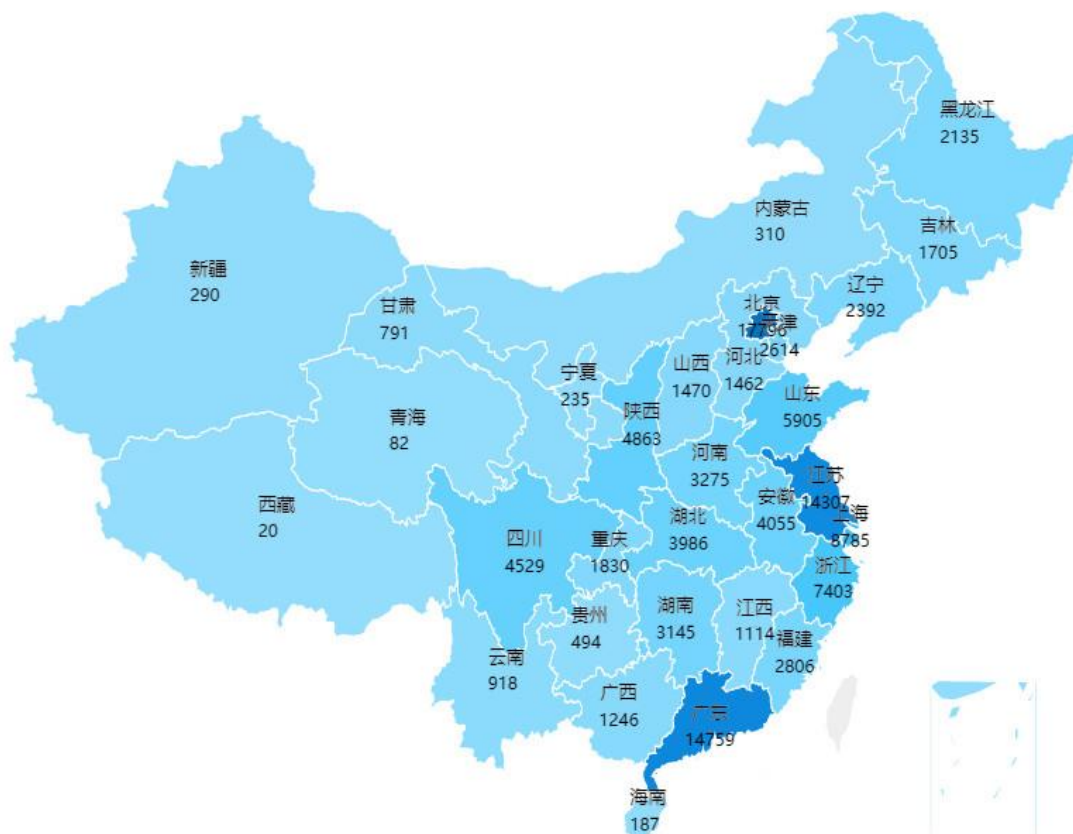 黑龙江
2135
内蒙古
310
吉林
1705
新疆
290
辽宁
2392
甘肃
791
北京
17796
天津
2614
河北
1462
山西
1470
宁夏
235
山东
5905
陕西
4863
青海
82
河南
3275
江苏
14307
安徽
4055
上海
8785
西藏
20
湖北
3986
四川
4529
重庆
1830
浙江
7403
湖南
3145
江西
1114
贵州
494
福建
2806
云南
918
广西
1246
广东
14759
海南
187